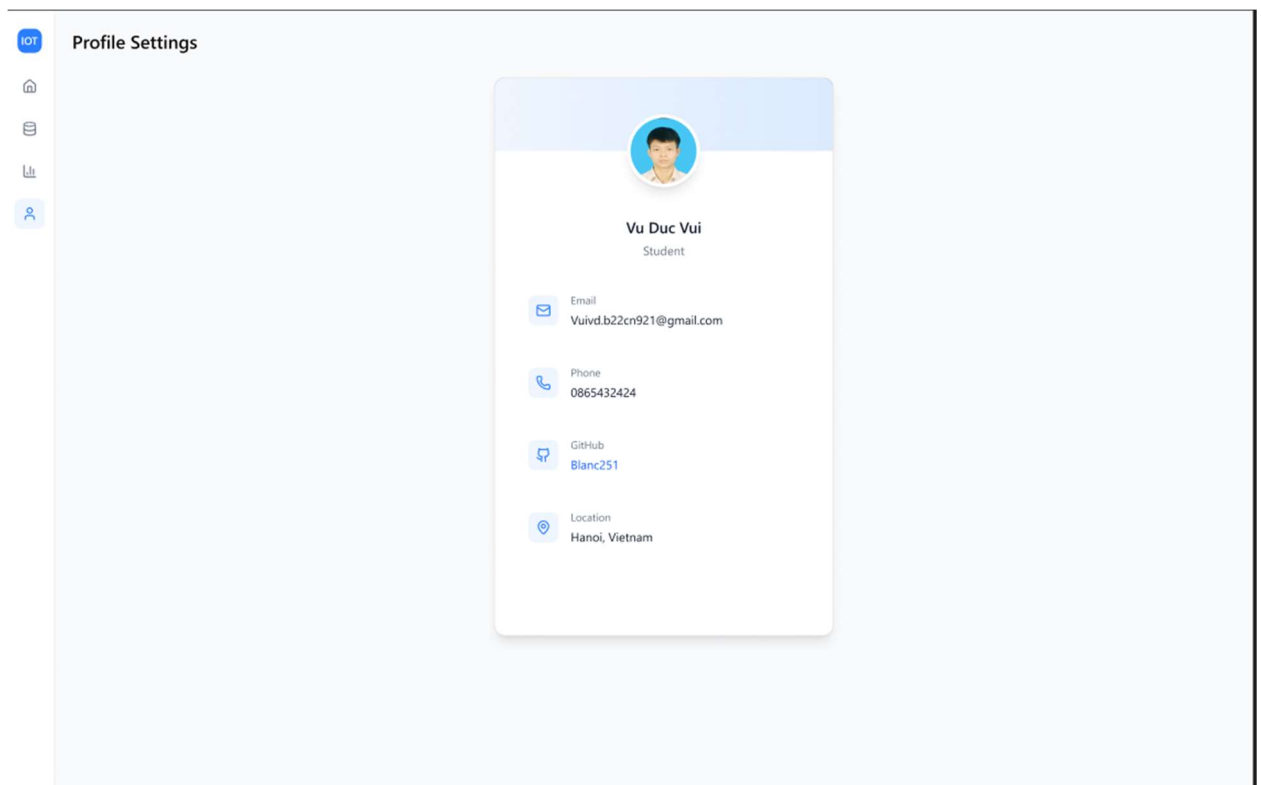 IOT
Profile Settings
Vu Duc Vui
Student
Email
Vuivd.b22cn921@gmail.com
Phone
0865432424
GitHub
Blanc251
Location
Hanoi, Vietnam